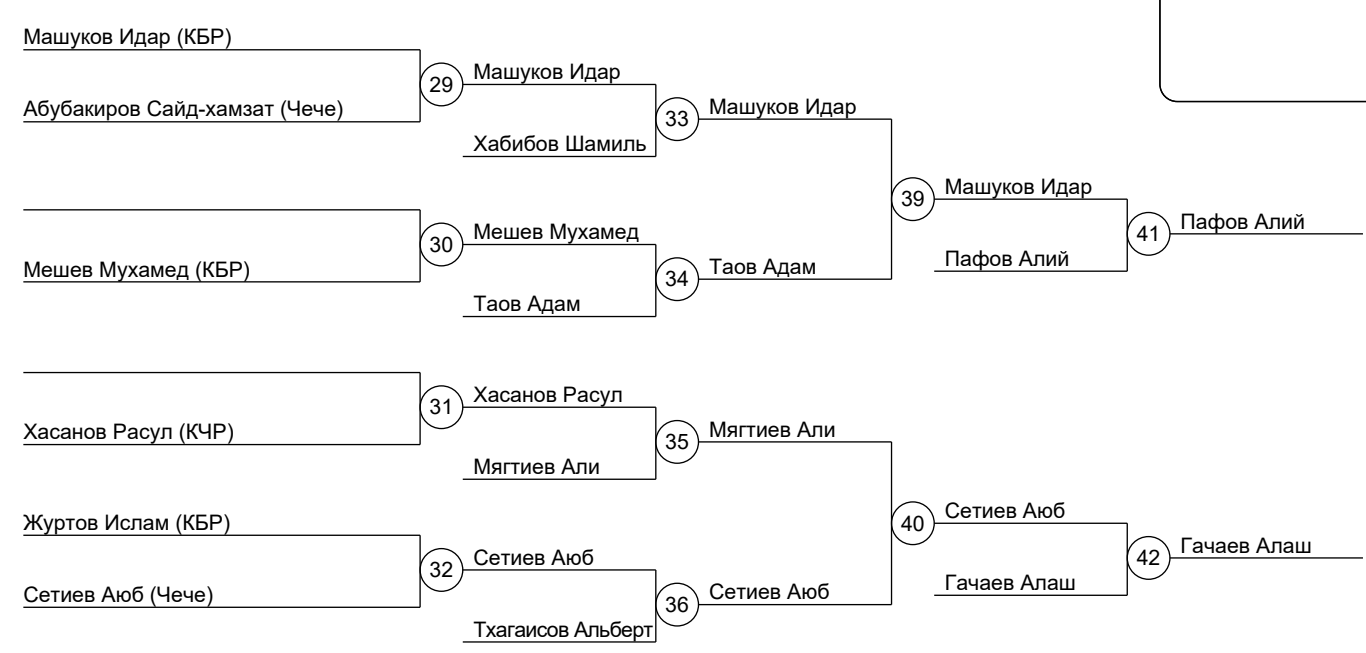 Машуков Идар (КБР)
Абубакиров Сайд-хамзат (Чече)
29
Машуков Идар
Хабибов Шамиль
33
Машуков Идар
Мешев Мухамед (КБР)
30
Мешев Мухамед
Таов Адам
34
Таов Адам
39
Машуков Идар
Пафов Алий
41
Пафов Алий
Хасанов Расул (КЧР)
31
Хасанов Расул
Мягтиев Али
35
Мягтиев Али
Журтов Ислам (КБР)
Сетиев Аюб (Чече)
32
Сетиев Аюб
Тхагаисов Альберт
36
Сетиев Аюб
40
Сетиев Аюб
Гачаев Алаш
42
Гачаев Алаш